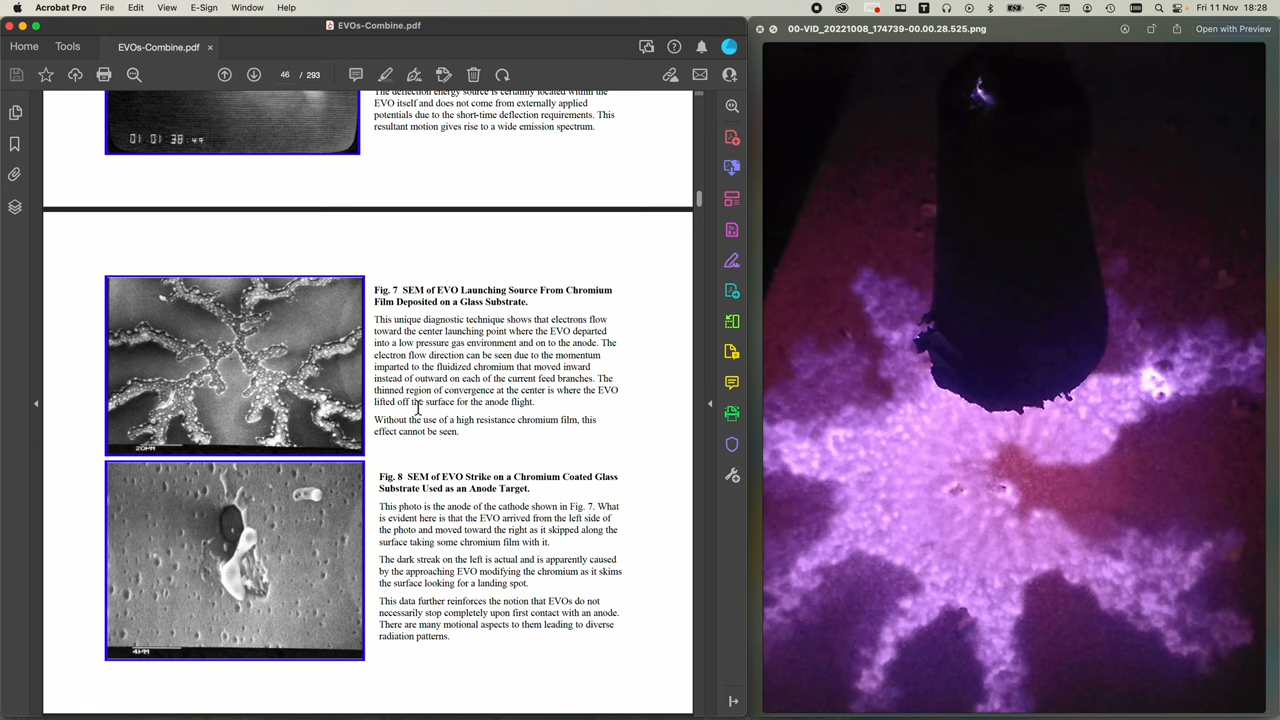 Acrobat Pro File Edit View E-Sign Window Help
Fri 11 Nov 18:28
EVOs-Combine.pdf
Home Tools EVOs-Combine.pdf ×
46 / 293
The deflection energy source is certainly located within the
EVO itself and does not come from externally applied
potentials due to the short-time deflection requirements. This
resultant motion gives rise to a wide emission spectrum.
01:01:38:49
Fig. 7 SEM of EVO Launching Source From Chromium
Film Deposited on a Glass Substrate.
This unique diagnostic technique shows that electrons flow
toward the center launching point where the EVO departed
into a low pressure gas environment and on to the anode. The
electron flow direction can be seen due to the momentum
imparted to the fluidized chromium that moved inward
instead of outward on each of the current feed branches. The
thinned region of convergence at the center is where the EVO
lifted off the surface for the anode flight.
Without the use of a high resistance chromium film, this
effect cannot be seen.
20PM
Fig. 8 SEM of EVO Strike on a Chromium Coated Glass
Substrate Used as an Anode Target.
This photo is the anode of the cathode shown in Fig. 7. What
is evident here is that the EVO arrived from the left side of
the photo and moved toward the right as it skipped along the
surface taking some chromium film with it.
The dark streak on the left is actual and is apparently caused
by the approaching EVO modifying the chromium as it skims
the surface looking for a landing spot.
This data further reinforces the notion that EVOs do not
necessarily stop completely upon first contact with an anode.
There are many motional aspects to them leading to diverse
radiation patterns.
4PM
00-VID_20221008_174739-00.00.28.525.png
Open with Preview